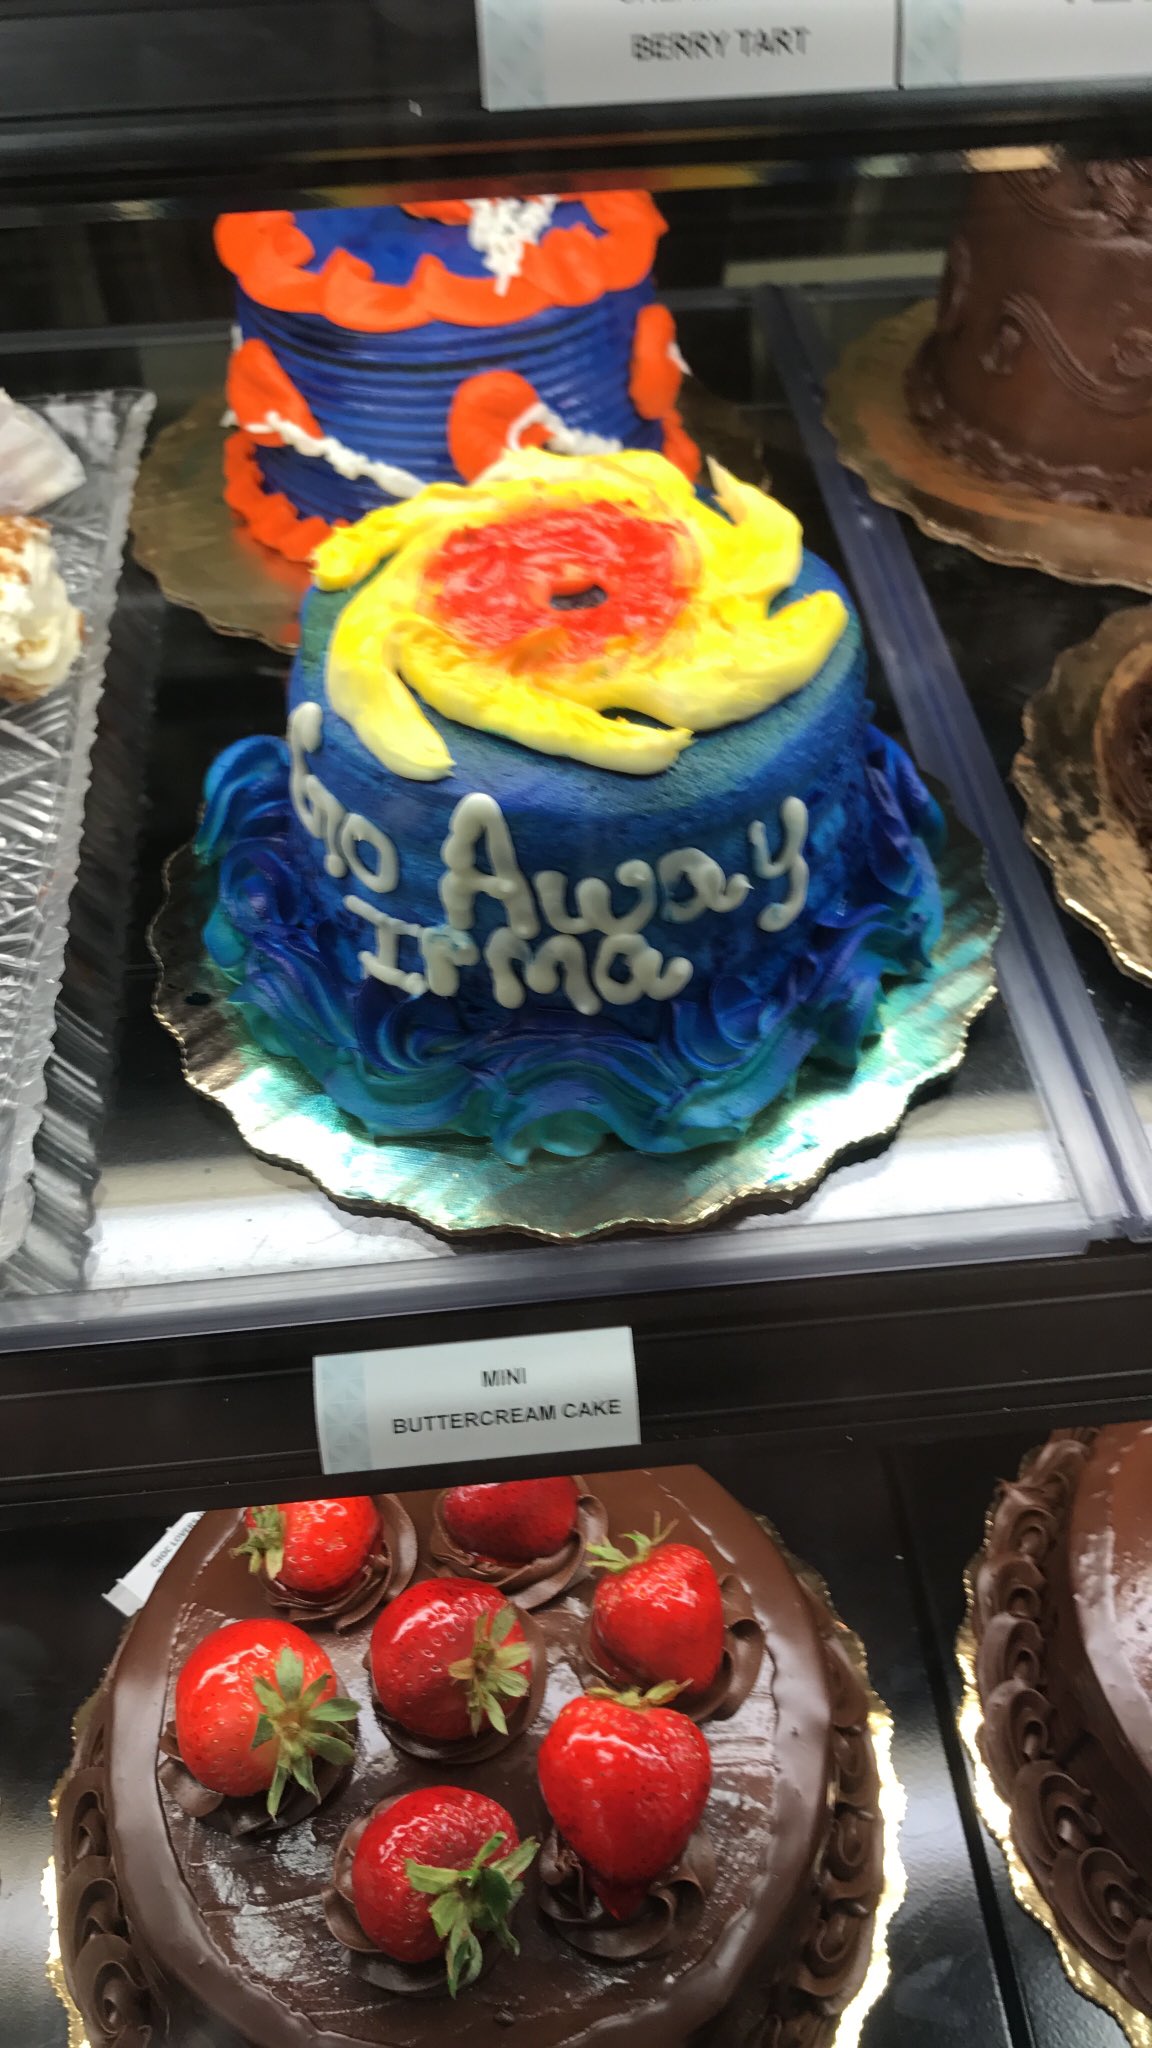 BERRY TART
Go Away
Irma
MINI
BUTTERCREAM CAKE